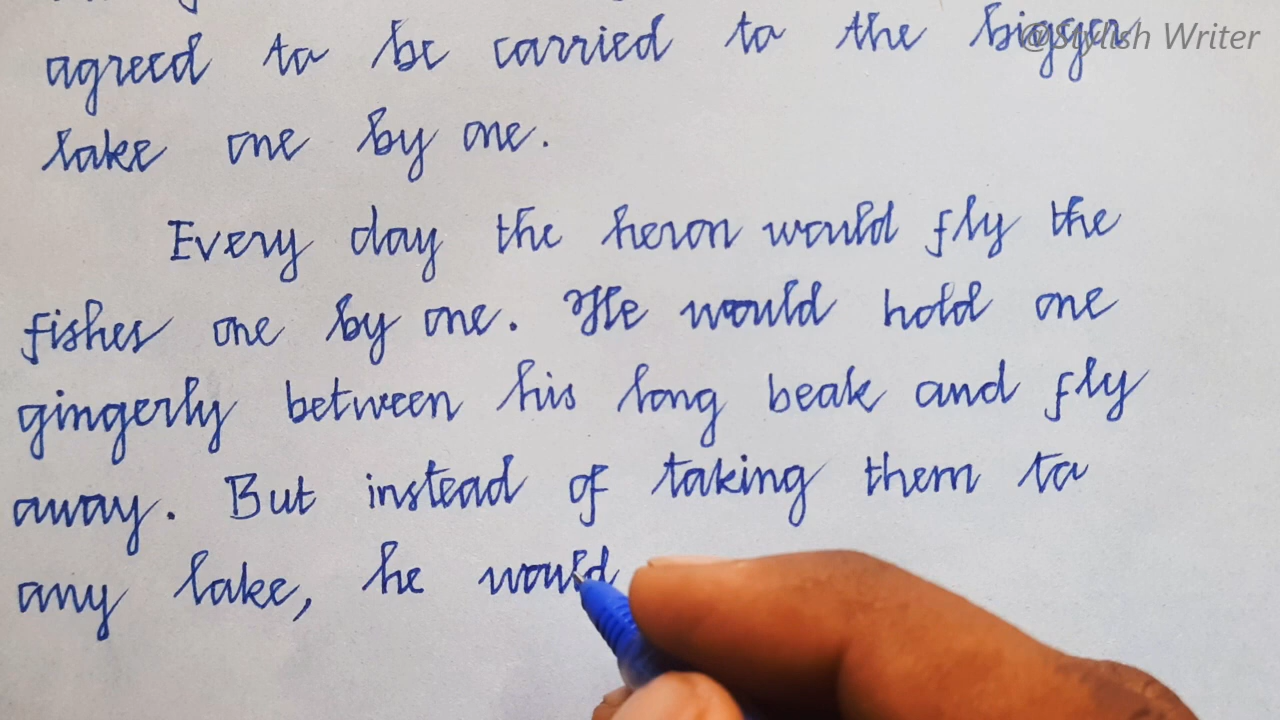 agreed to be carried to the bigger
@Stylish Writer
lake one by one.
Every day the heron would fly the
fishes one by one. He would hold one
gingerly between his long beak and fly
away. But instead of taking them to
any lake, he would